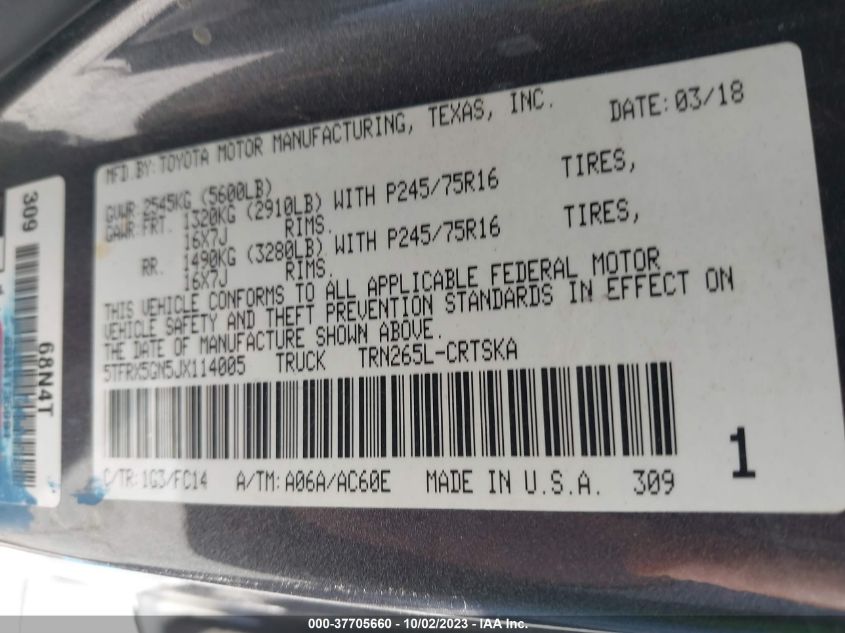 MFD.BY:TOYOTA MOTOR MANUFACTURING, TEXAS, INC. DATE:03/18
GVWR:2545KG (5600LB)
GAWR:FRT. 1320KG (2910LB) WITH P245/75R16 TIRES,
16X7J RIMS.
RR. 1490KG (3280LB) WITH P245/75R16 TIRES,
16X7J RIMS.
THIS VEHICLE CONFORMS TO ALL APPLICABLE FEDERAL MOTOR
VEHICLE SAFETY AND THEFT PREVENTION STANDARDS IN EFFECT ON
THE DATE OF MANUFACTURE SHOWN ABOVE.
5TFRX5GN5JX114005 TRUCK TRN265L-CRTSKA
C/TR:1G3/FC14 A/TM:A06A/AC60E MADE IN U.S.A. 309
1
309
68N4T
000-37705660 - 10/02/2023 - IAA Inc.